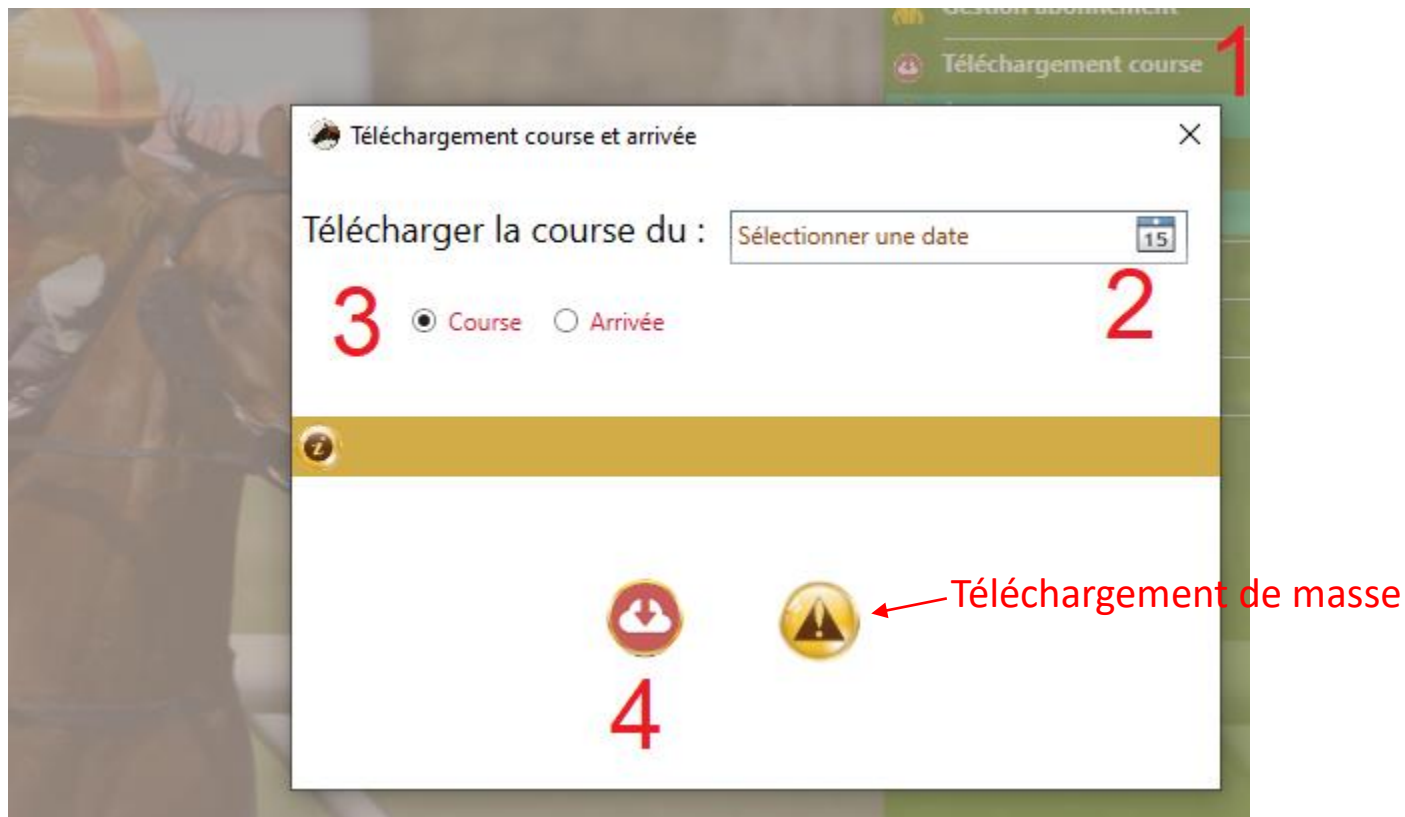 Gestion abonnement
1
Téléchargement course
Téléchargement course et arrivée
Télécharger la course du :
Sélectionner une date
15
2
3
Course
Arrivée
i
Téléchargement de masse
4